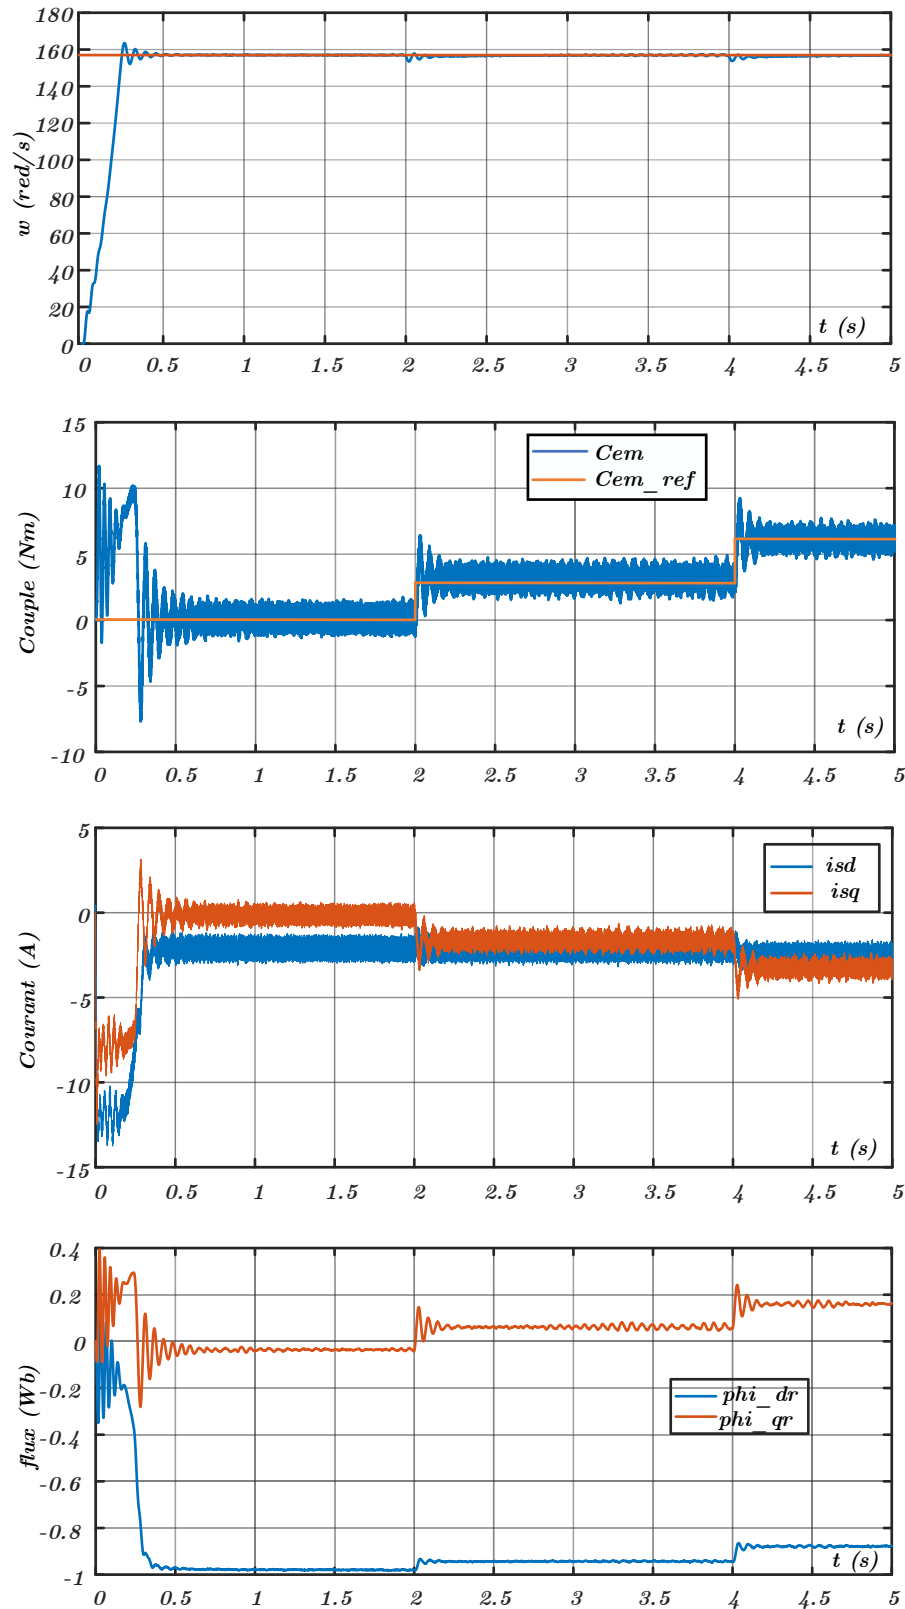 180
160
140
120
100
80
60
40
20
0
w (red/s)
t (s)
0 0.5 1 1.5 2 2.5 3 3.5 4 4.5 5
15
10
5
0
-5
-10
Couple (Nm)
Cem
Cem_ref
t (s)
0 0.5 1 1.5 2 2.5 3 3.5 4 4.5 5
5
0
-5
-10
-15
Courant (A)
isd
isq
t (s)
0 0.5 1 1.5 2 2.5 3 3.5 4 4.5 5
0.4
0.2
0
-0.2
-0.4
-0.6
-0.8
-1
flux (Wb)
phi_dr
phi_qr
t (s)
0 0.5 1 1.5 2 2.5 3 3.5 4 4.5 5